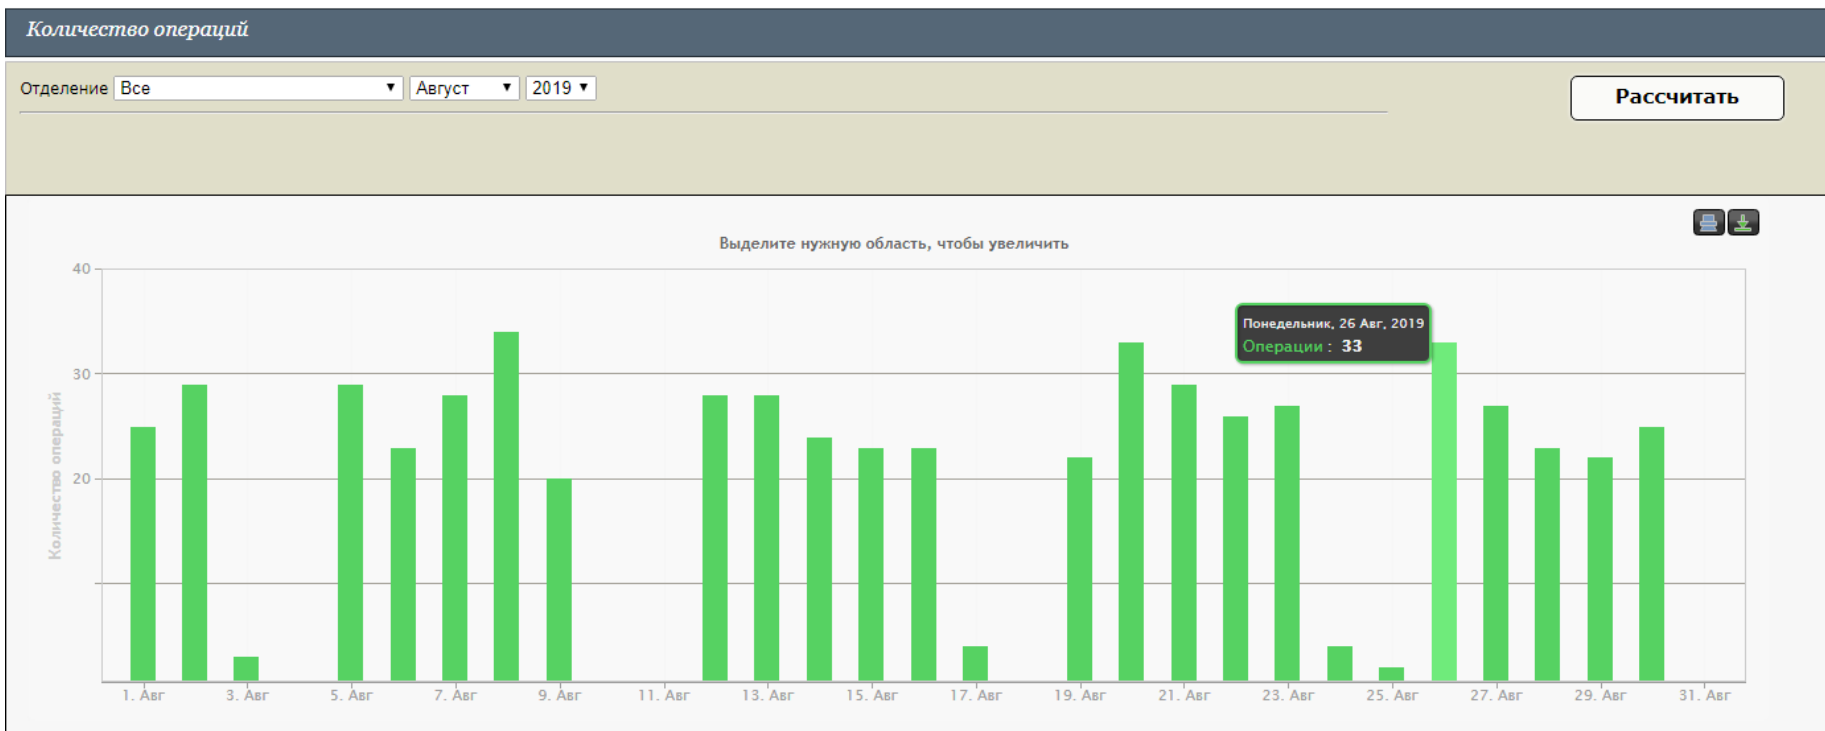 Количество операций
Отделение Все Август 2019 Рассчитать
Выделите нужную область, чтобы увеличить
Количество операций
40
30
20
Понедельник, 26 Авг, 2019
Операции : 33
1. Авг 3. Авг 5. Авг 7. Авг 9. Авг 11. Авг 13. Авг 15. Авг 17. Авг 19. Авг 21. Авг 23. Авг 25. Авг 27. Авг 29. Авг 31. Авг